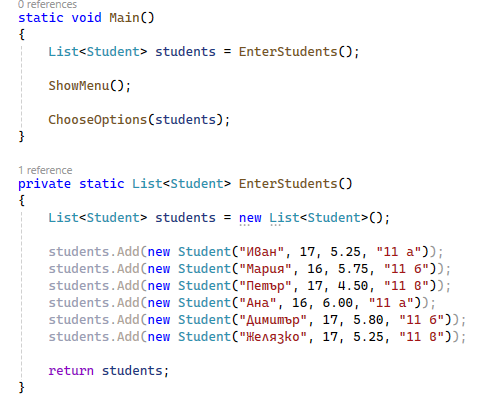 0 references
static void Main()
{
List<Student> students = EnterStudents();
ShowMenu();
ChooseOptions(students);
}
1 reference
private static List<Student> EnterStudents()
{
List<Student> students = new List<Student>();
students.Add(new Student("Иван", 17, 5.25, "11 а"));
students.Add(new Student("Мария", 16, 5.75, "11 б"));
students.Add(new Student("Петър", 17, 4.50, "11 в"));
students.Add(new Student("Ана", 16, 6.00, "11 а"));
students.Add(new Student("Димитър", 17, 5.80, "11 б"));
students.Add(new Student("Желязко", 17, 5.25, "11 в"));
return students;
}